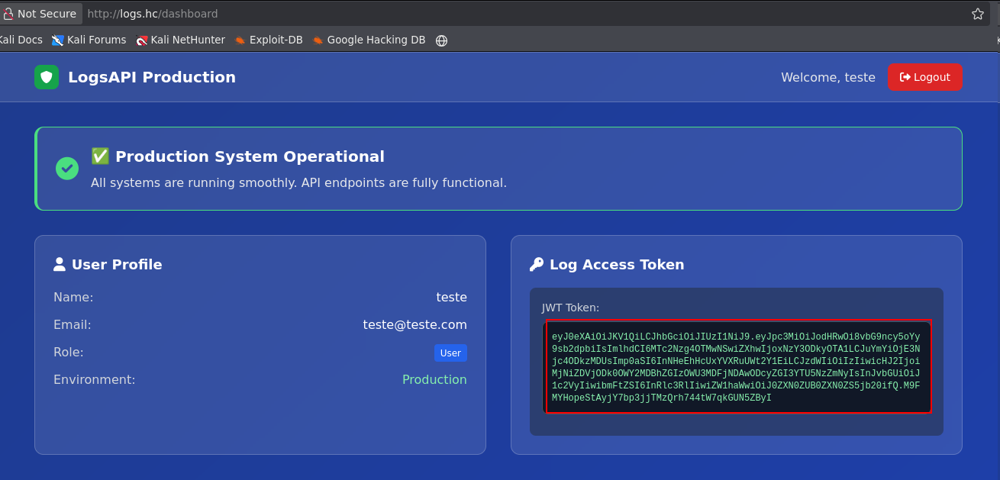 Not Secure http://logs.hc/dashboard
Kali Docs Kali Forums Kali NetHunter Exploit-DB Google Hacking DB
LogsAPI Production
Welcome, teste
Logout
✅ Production System Operational
All systems are running smoothly. API endpoints are fully functional.
User Profile
Name: teste
Email: teste@teste.com
Role: User
Environment: Production
Log Access Token
JWT Token:
eyJ0eXAiOiJKV1QiLCJhbGciOiJIUzI1NiJ9.eyJpc3MiOiJodHRwOi8vbG9ncy5oYy
9sb2dpbiIsImlhdCI6MTc2Nzg4OTMwNSwiZXhwIjoxNzY3ODkyOTA1LCJuYmYiOjE3N
jc4ODkzMDUsImp0aSI6InNHeEhHcUxYVXRuUWt2Y1EiLCJzdWIiOiIzIiwicHJ2Ijoi
MjNiZDVjODk0OWY2MDBhZGIzOWU3MDFjNDAwODcyZGI3YTU5NzZmNyIsInJvbGUiOiJ
1c2VyIiwibmFtZSI6InRlc3RlIiwiZW1haWwiOiJ0ZXN0ZUB0ZXN0ZS5jb20ifQ.M9F
MYHopeStAyjY7bp3jjTMzQrh744tW7qkGUN5ZByI